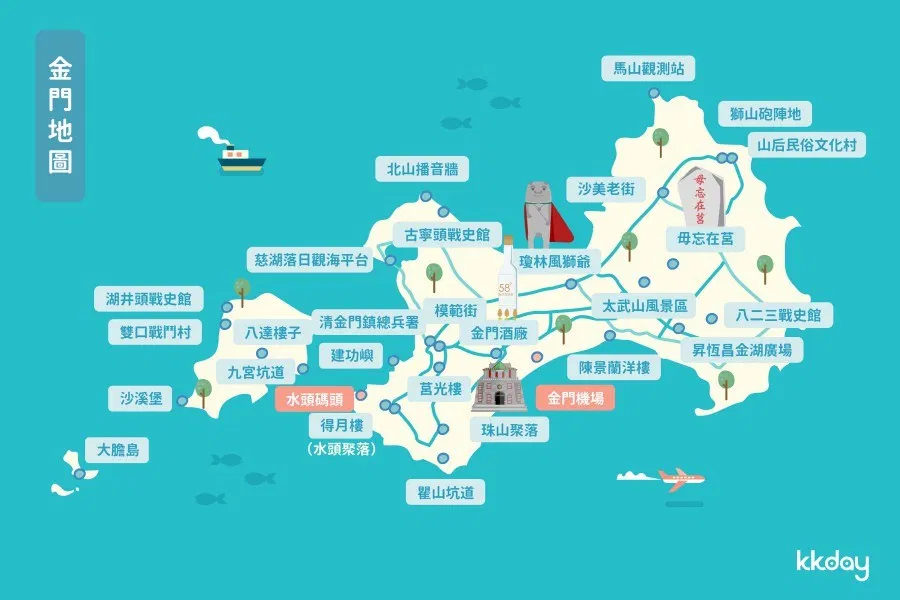 金門地圖
馬山觀測站
獅山砲陣地
山后民俗文化村
北山播音牆
沙美老街
毋忘在莒
古寧頭戰史館
毋忘在莒
慈湖落日觀海平台
瓊林風獅爺
58°
湖井頭戰史館
模範街
太武山風景區
雙口戰鬥村
八達樓子
清金門鎮總兵署
金門酒廠
八二三戰史館
建功嶼
昇恆昌金湖廣場
九宮坑道
陳景蘭洋樓
沙溪堡
水頭碼頭
莒光樓
金門機場
得月樓
(水頭聚落)
珠山聚落
大膽島
翟山坑道
kkday